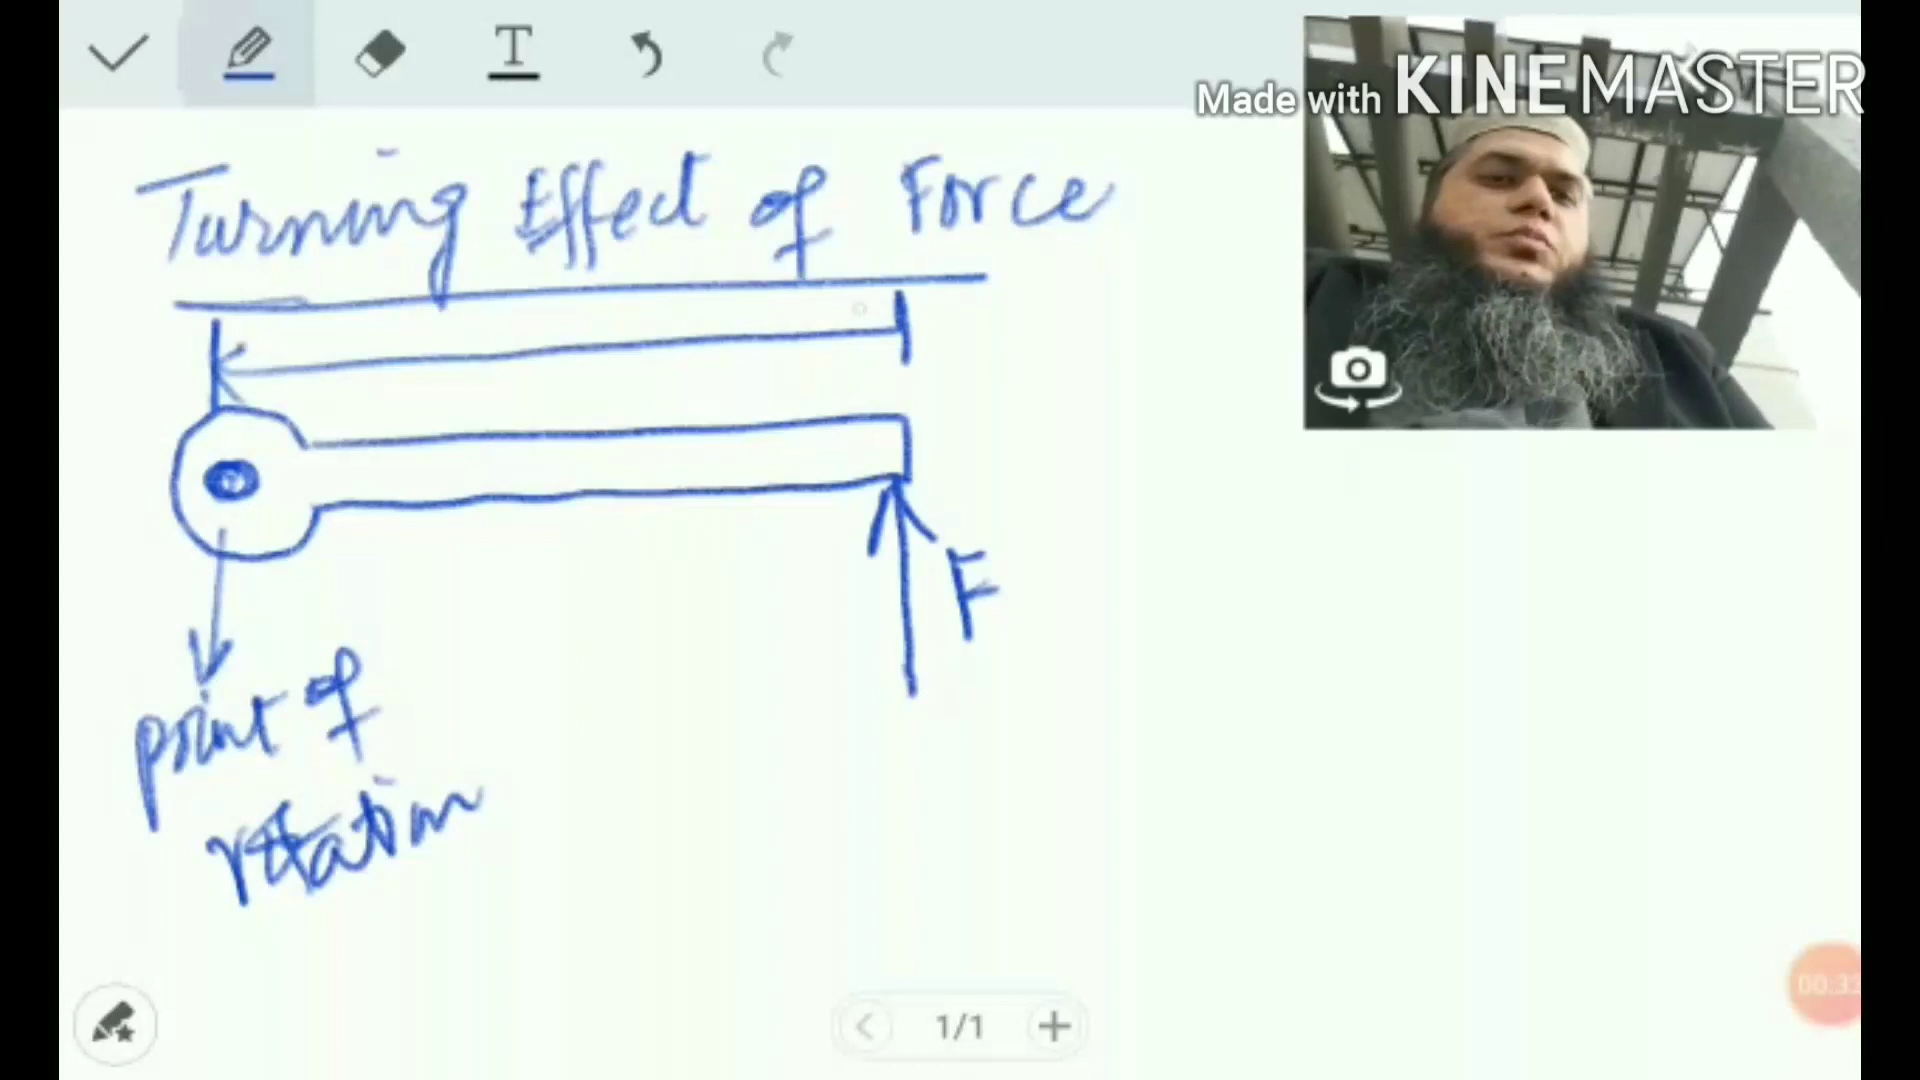 Made with KINEMASTER
Turning Effect of Force
F
point of
rotation
1/1